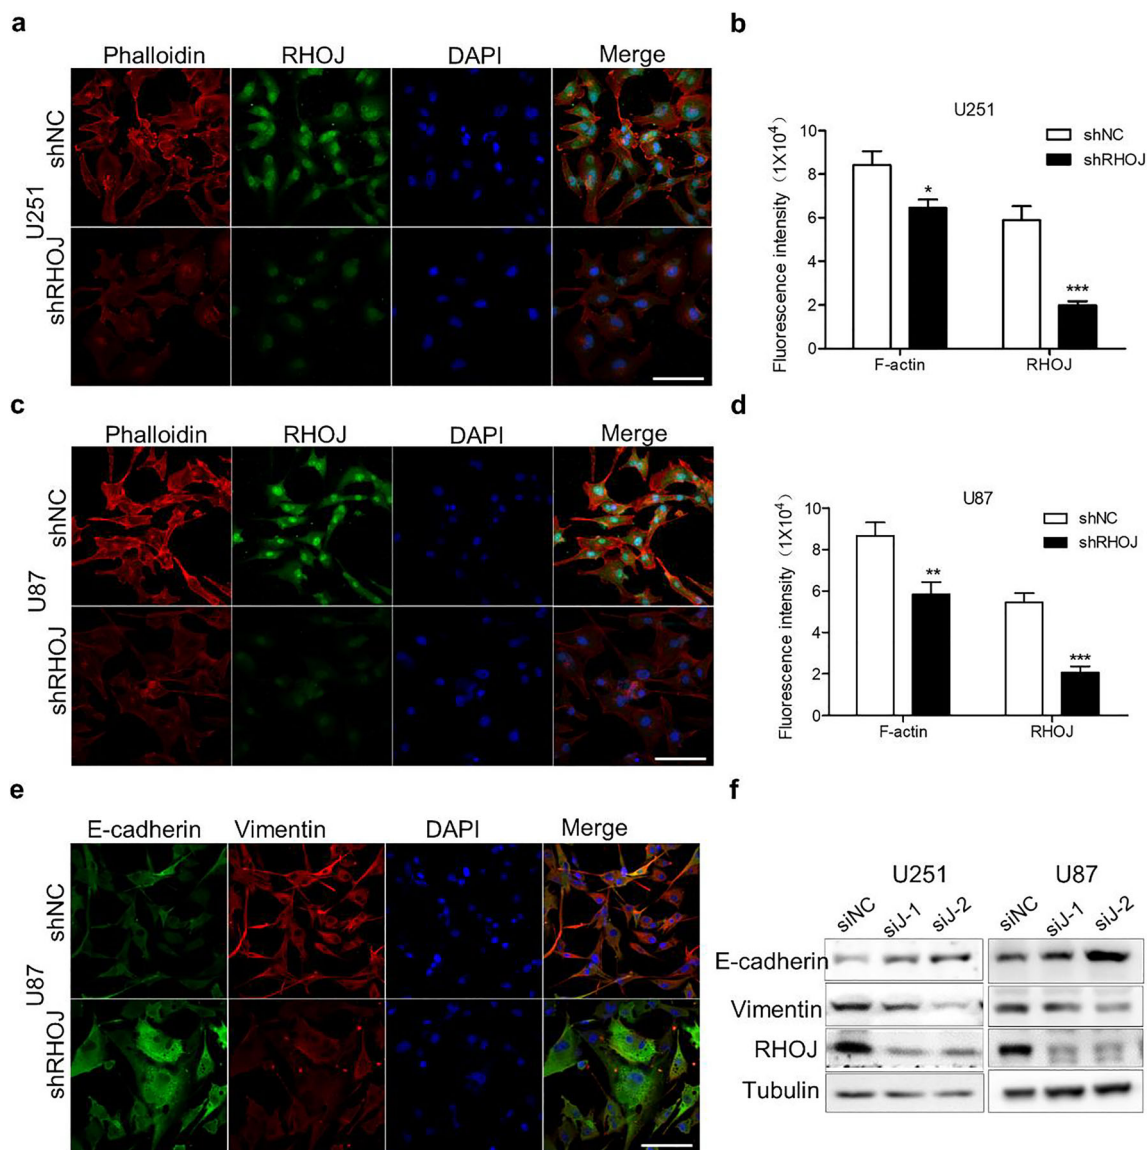 a
Phalloidin RHOJ DAPI Merge
U251
shNC
shRHOJ
b
U251
Fluorescence intensity (1X10⁴)
10
8
6
4
2
0
shNC
shRHOJ
*
***
F-actin RHOJ
c
Phalloidin RHOJ DAPI Merge
U87
shNC
shRHOJ
d
U87
Fluorescence intensity (1X10⁴)
10
8
6
4
2
0
shNC
shRHOJ
**
***
F-actin RHOJ
e
E-cadherin Vimentin DAPI Merge
U87
shNC
shRHOJ
f
U251 U87
siNC siJ-1 siJ-2 siNC siJ-1 siJ-2
E-cadherin
Vimentin
RHOJ
Tubulin